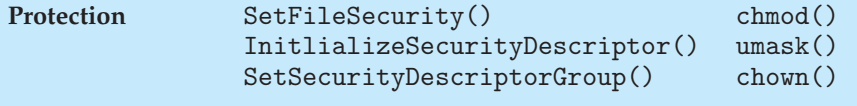 Protection SetFileSecurity() chmod()
InitlializeSecurityDescriptor() umask()
SetSecurityDescriptorGroup() chown()